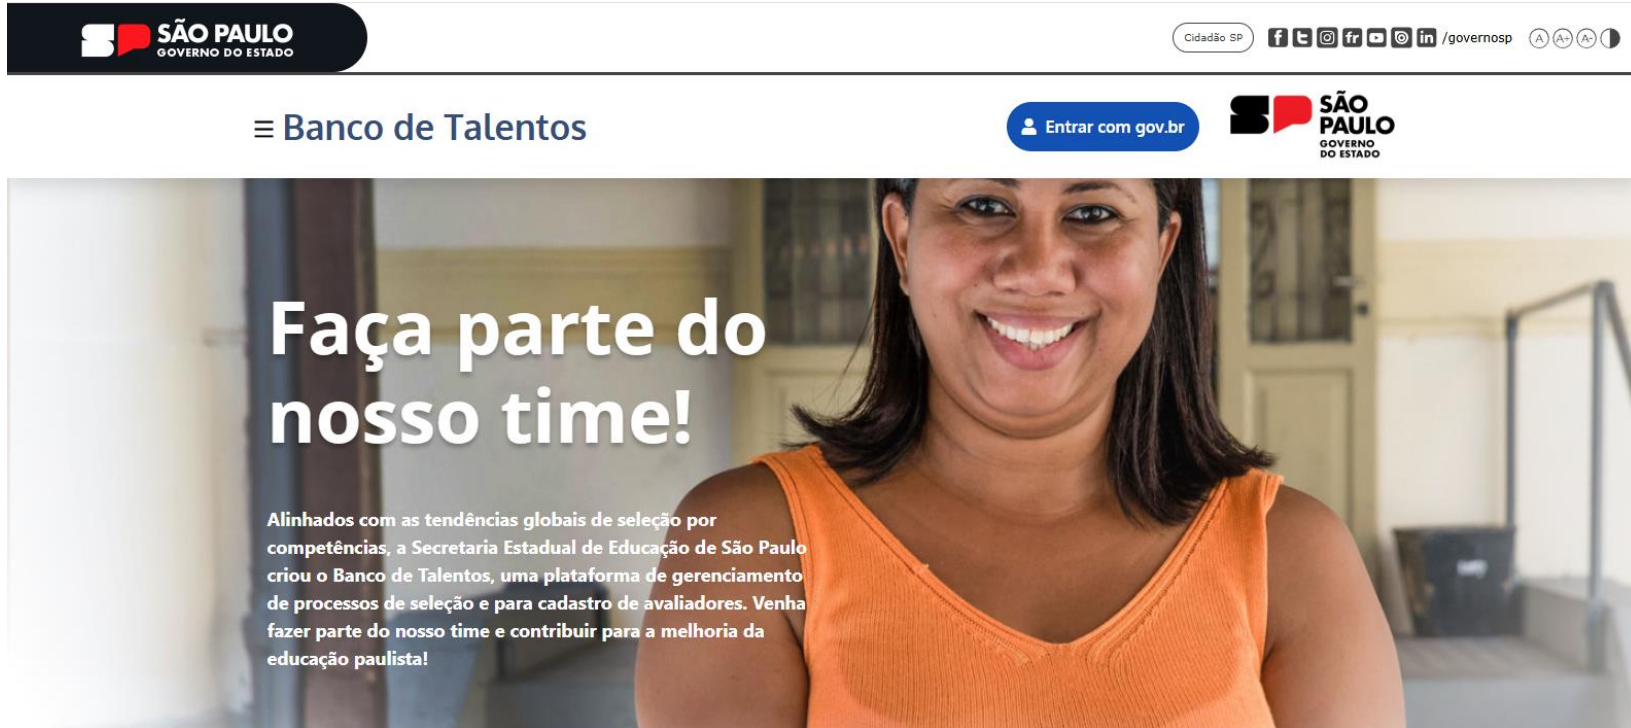 SÃO PAULO
GOVERNO DO ESTADO
Cidadão SP
/governosp
A A+ A-
☰ Banco de Talentos
Entrar com gov.br
SÃO
PAULO
GOVERNO
DO ESTADO
Faça parte do
nosso time!
Alinhados com as tendências globais de seleção por
competências, a Secretaria Estadual de Educação de São Paulo
criou o Banco de Talentos, uma plataforma de gerenciamento
de processos de seleção e para cadastro de avaliadores. Venha
fazer parte do nosso time e contribuir para a melhoria da
educação paulista!